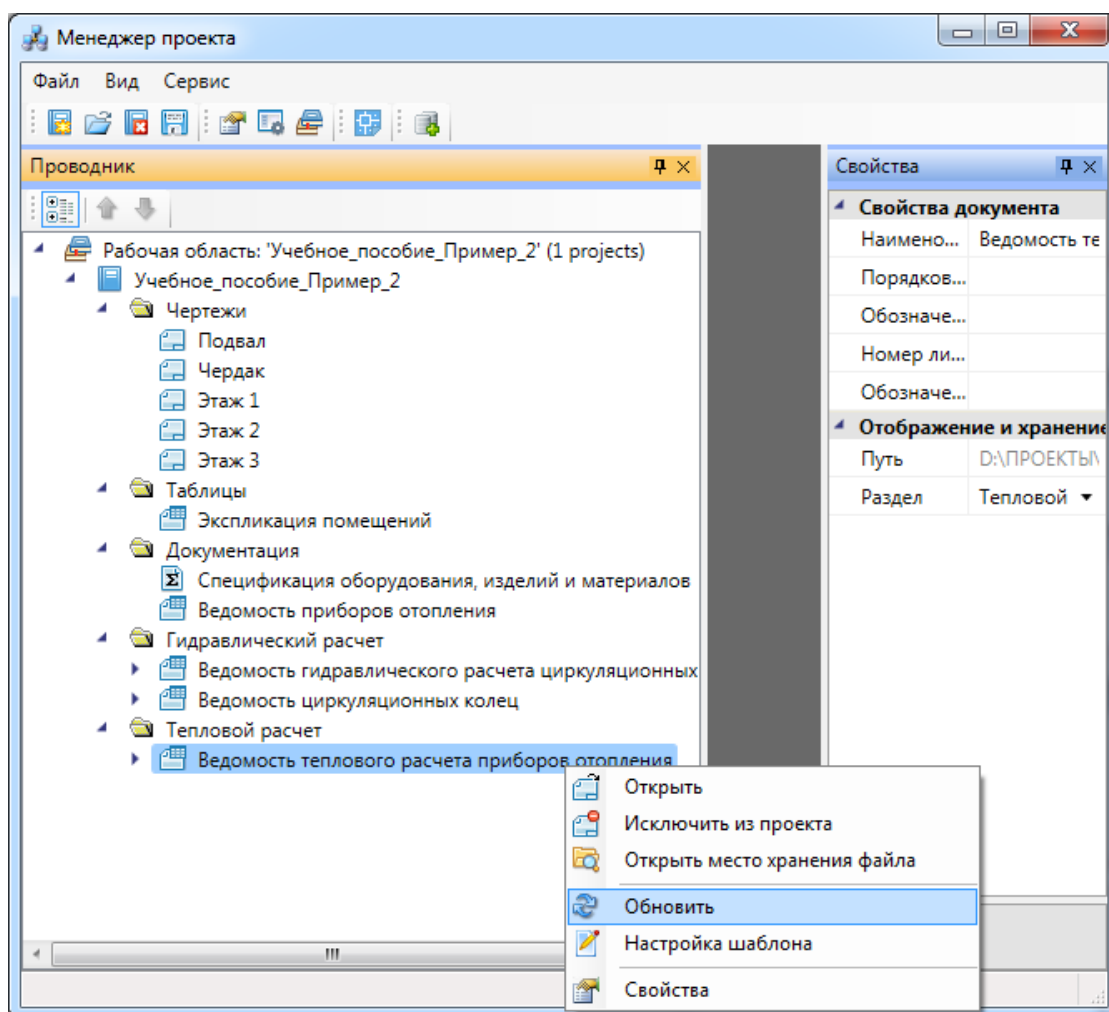 Менеджер проекта
Файл Вид Сервис
Проводник
Рабочая область: 'Учебное_пособие_Пример_2' (1 projects)
Учебное_пособие_Пример_2
Чертежи
Подвал
Чердак
Этаж 1
Этаж 2
Этаж 3
Таблицы
Экспликация помещений
Документация
Спецификация оборудования, изделий и материалов
Ведомость приборов отопления
Гидравлический расчет
Ведомость гидравлического расчета циркуляционных
Ведомость циркуляционных колец
Тепловой расчет
Ведомость теплового расчета приборов отопления
Открыть
Исключить из проекта
Открыть место хранения файла
Обновить
Настройка шаблона
Свойства
Свойства
Свойства документа
Наимено... Ведомость те
Порядков...
Обозначе...
Номер ли...
Обозначе...
Отображение и хранение
Путь D:\ПРОЕКТЫ\
Раздел Тепловой